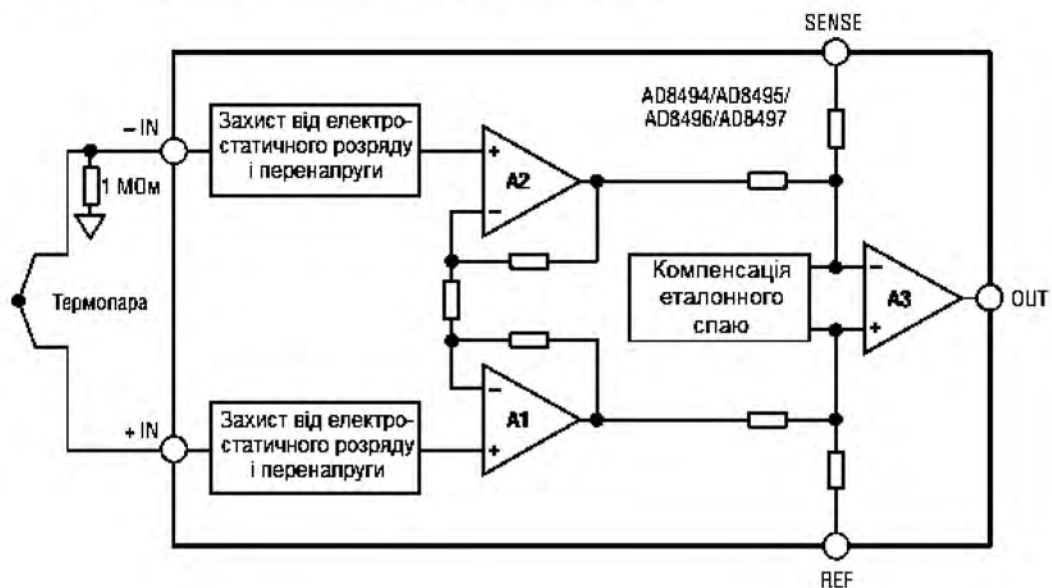 SENSE
AD8494/AD8495/
AD8496/AD8497
– IN
Захист від електро-
статичного розряду
і перенапруги
+
A2
–
1 МОм
Термопара
Компенсація
еталонного
спаю
–
A3
+
OUT
–
A1
+
+ IN
Захист від електро-
статичного розряду
і перенапруги
REF